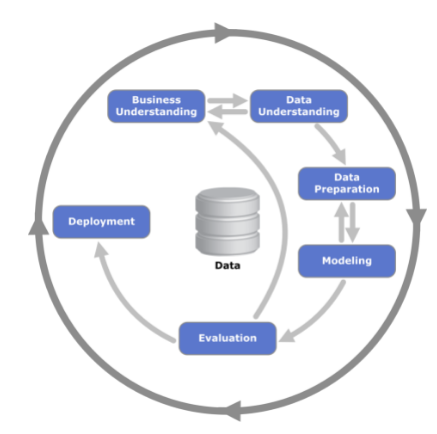 Business
Understanding
Data
Understanding
Data
Preparation
Deployment
Data
Modeling
Evaluation